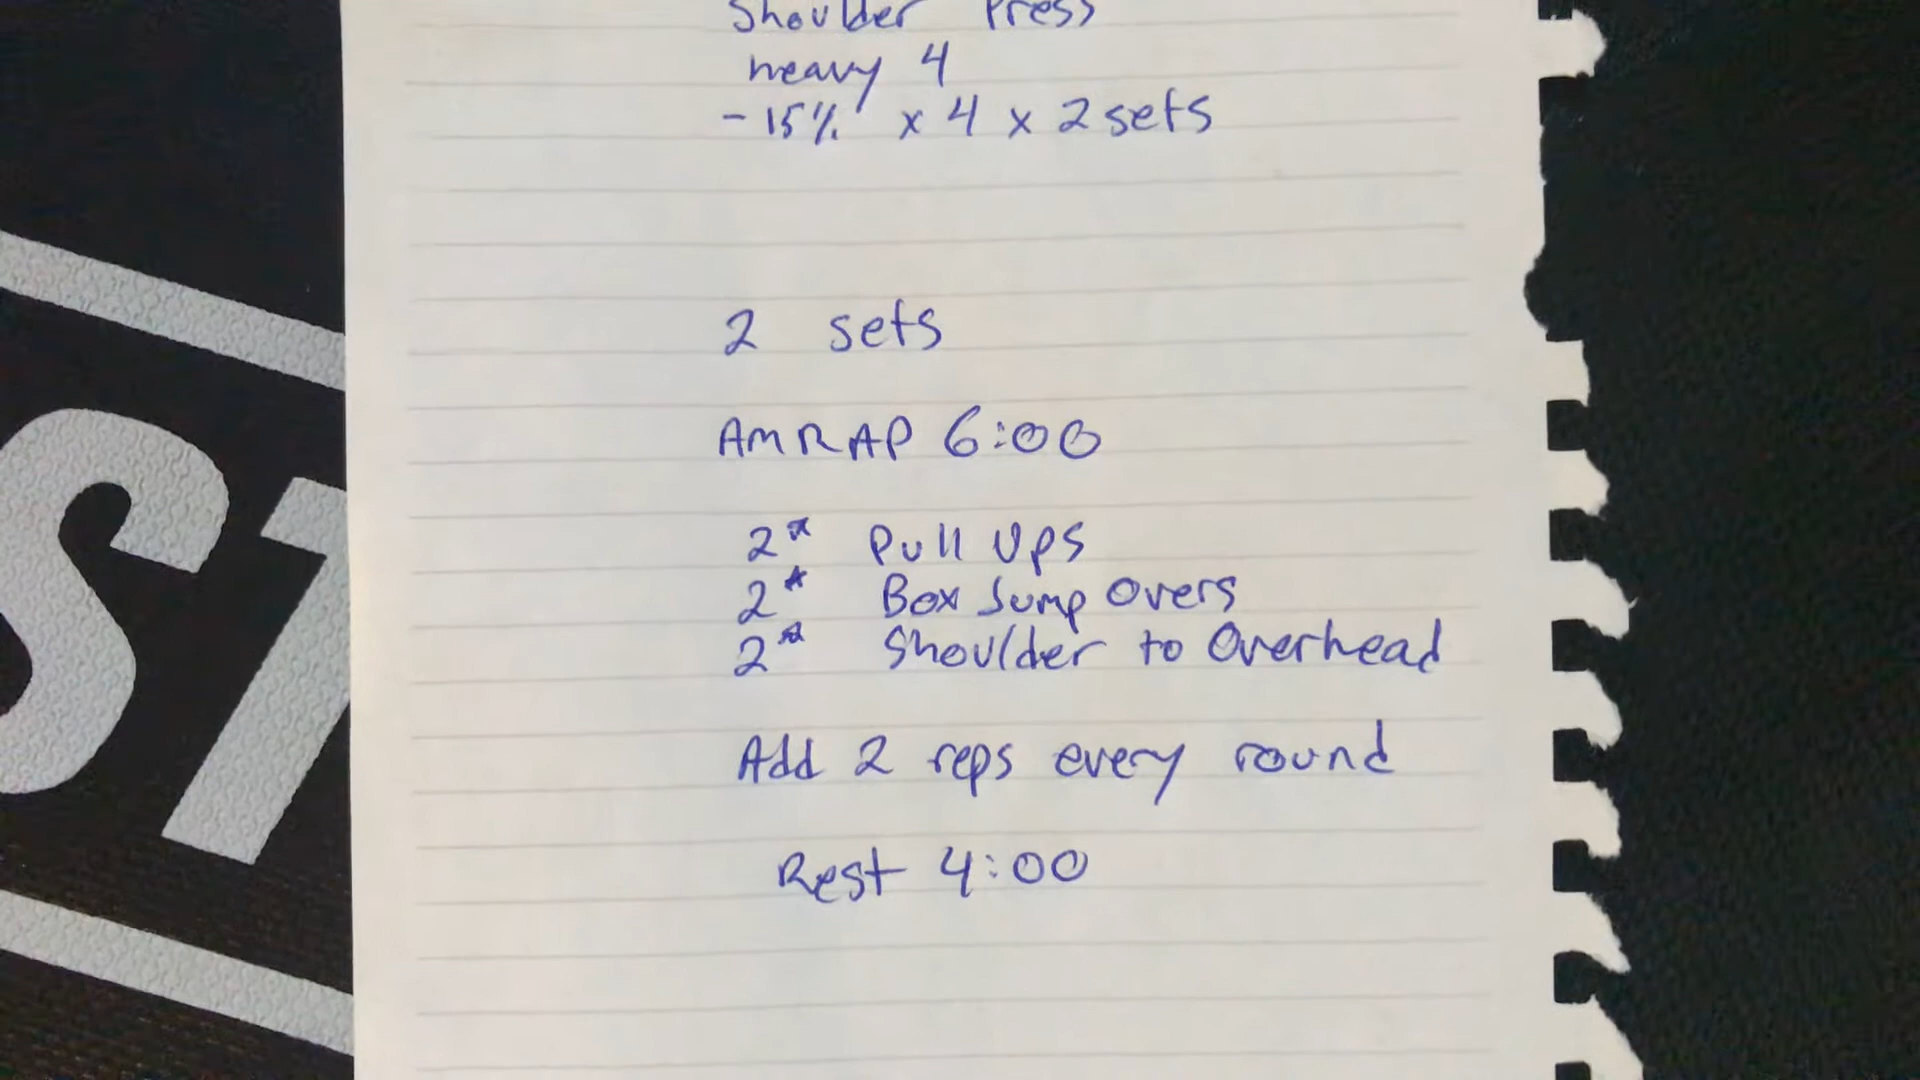 Shoulder Press
heavy 4
-15% x 4 x 2 sets
2 sets
AMRAP 6:00
2* Pull Ups
2* Box Jump Overs
2* Shoulder to Overhead
Add 2 reps every round
Rest 4:00